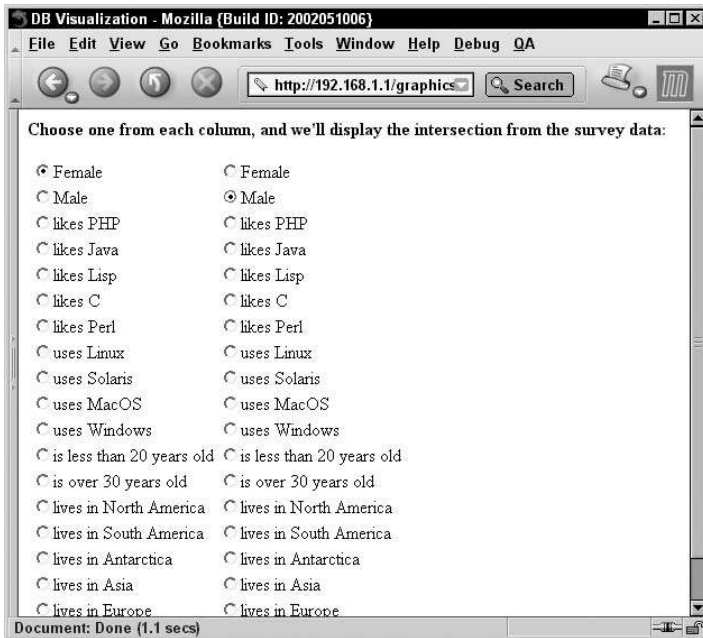 DB Visualization - Mozilla {Build ID: 2002051006}
File Edit View Go Bookmarks Tools Window Help Debug QA
http://192.168.1.1/graphics Search
Choose one from each column, and we'll display the intersection from the survey data:
Female Female
Male Male
likes PHP likes PHP
likes Java likes Java
likes Lisp likes Lisp
likes C likes C
likes Perl likes Perl
uses Linux uses Linux
uses Solaris uses Solaris
uses MacOS uses MacOS
uses Windows uses Windows
is less than 20 years old is less than 20 years old
is over 30 years old is over 30 years old
lives in North America lives in North America
lives in South America lives in South America
lives in Antarctica lives in Antarctica
lives in Asia lives in Asia
lives in Europe lives in Europe
Document: Done (1.1 secs)